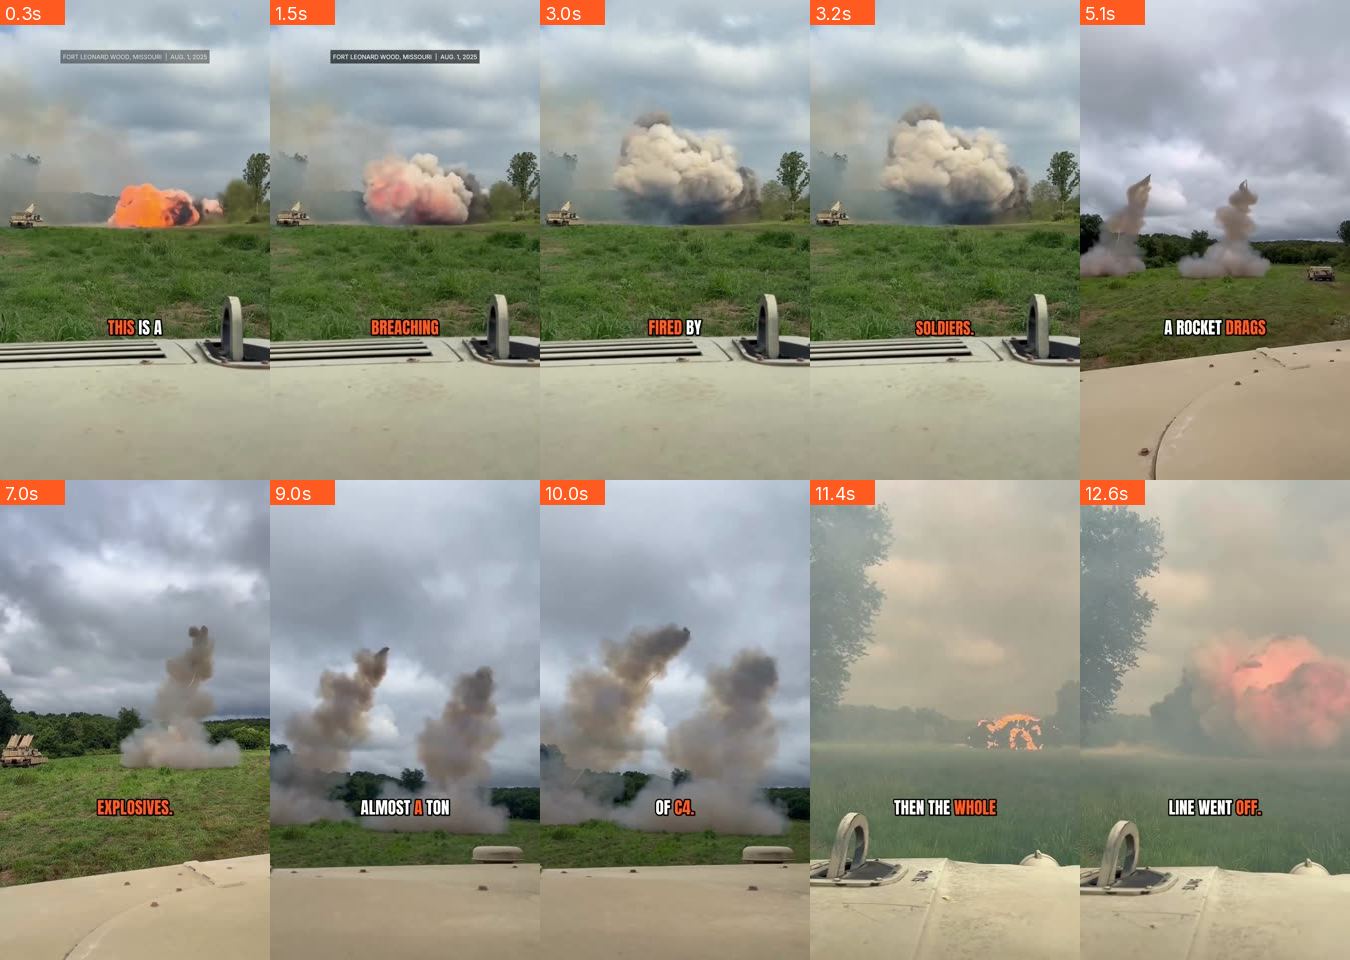 0.3s
FORT LEONARD WOOD, MISSOURI | AUG. 1, 2025
THIS IS A
1.5s
FORT LEONARD WOOD, MISSOURI | AUG. 1, 2025
BREACHING
3.0s
FIRED BY
3.2s
SOLDIERS.
5.1s
A ROCKET DRAGS
7.0s
EXPLOSIVES.
9.0s
ALMOST A TON
10.0s
OF C4.
11.4s
THEN THE WHOLE
12.6s
LINE WENT OFF.